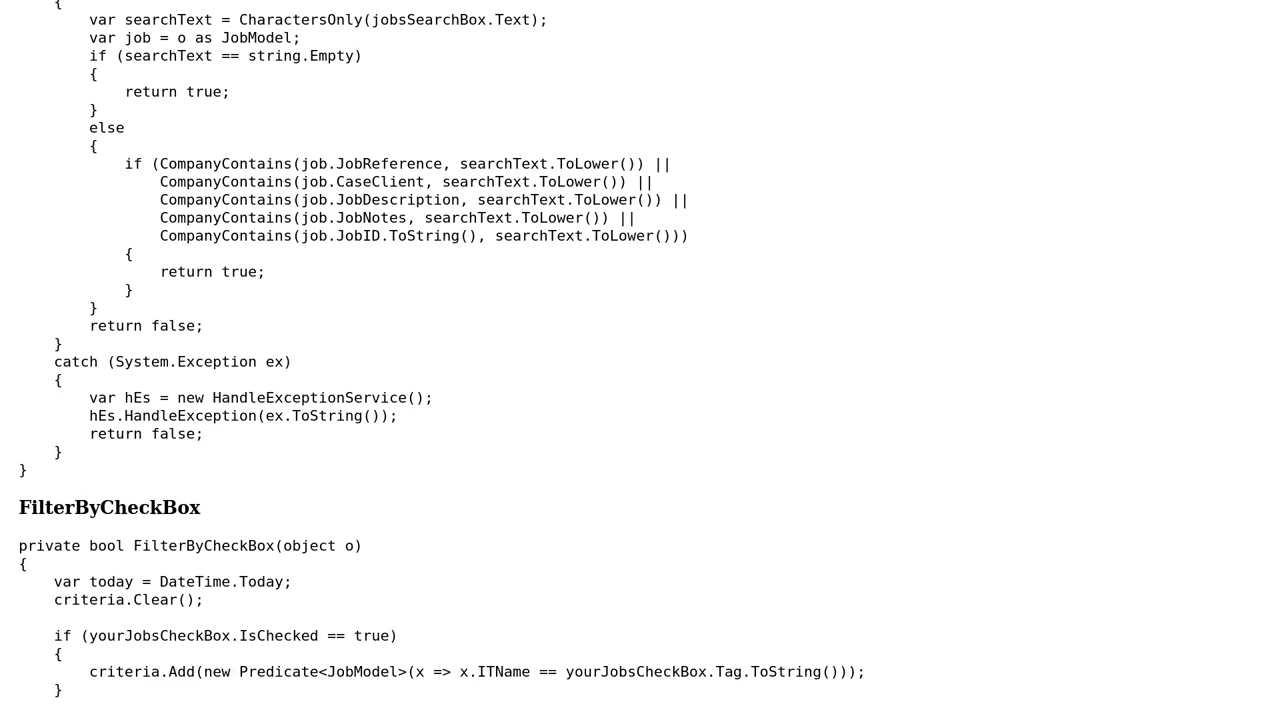 {
        var searchText = CharactersOnly(jobsSearchBox.Text);
        var job = o as JobModel;
        if (searchText == string.Empty)
        {
            return true;
        }
        else
        {
            if (CompanyContains(job.JobReference, searchText.ToLower()) ||
                CompanyContains(job.CaseClient, searchText.ToLower()) ||
                CompanyContains(job.JobDescription, searchText.ToLower()) ||
                CompanyContains(job.JobNotes, searchText.ToLower()) ||
                CompanyContains(job.JobID.ToString(), searchText.ToLower()))
            {
                return true;
            }
        }
        return false;
    }
    catch (System.Exception ex)
    {
        var hEs = new HandleExceptionService();
        hEs.HandleException(ex.ToString());
        return false;
    }
}
FilterByCheckBox
private bool FilterByCheckBox(object o)
{
    var today = DateTime.Today;
    criteria.Clear();
    if (yourJobsCheckBox.IsChecked == true)
    {
        criteria.Add(new Predicate<JobModel>(x => x.ITName == yourJobsCheckBox.Tag.ToString()));
    }